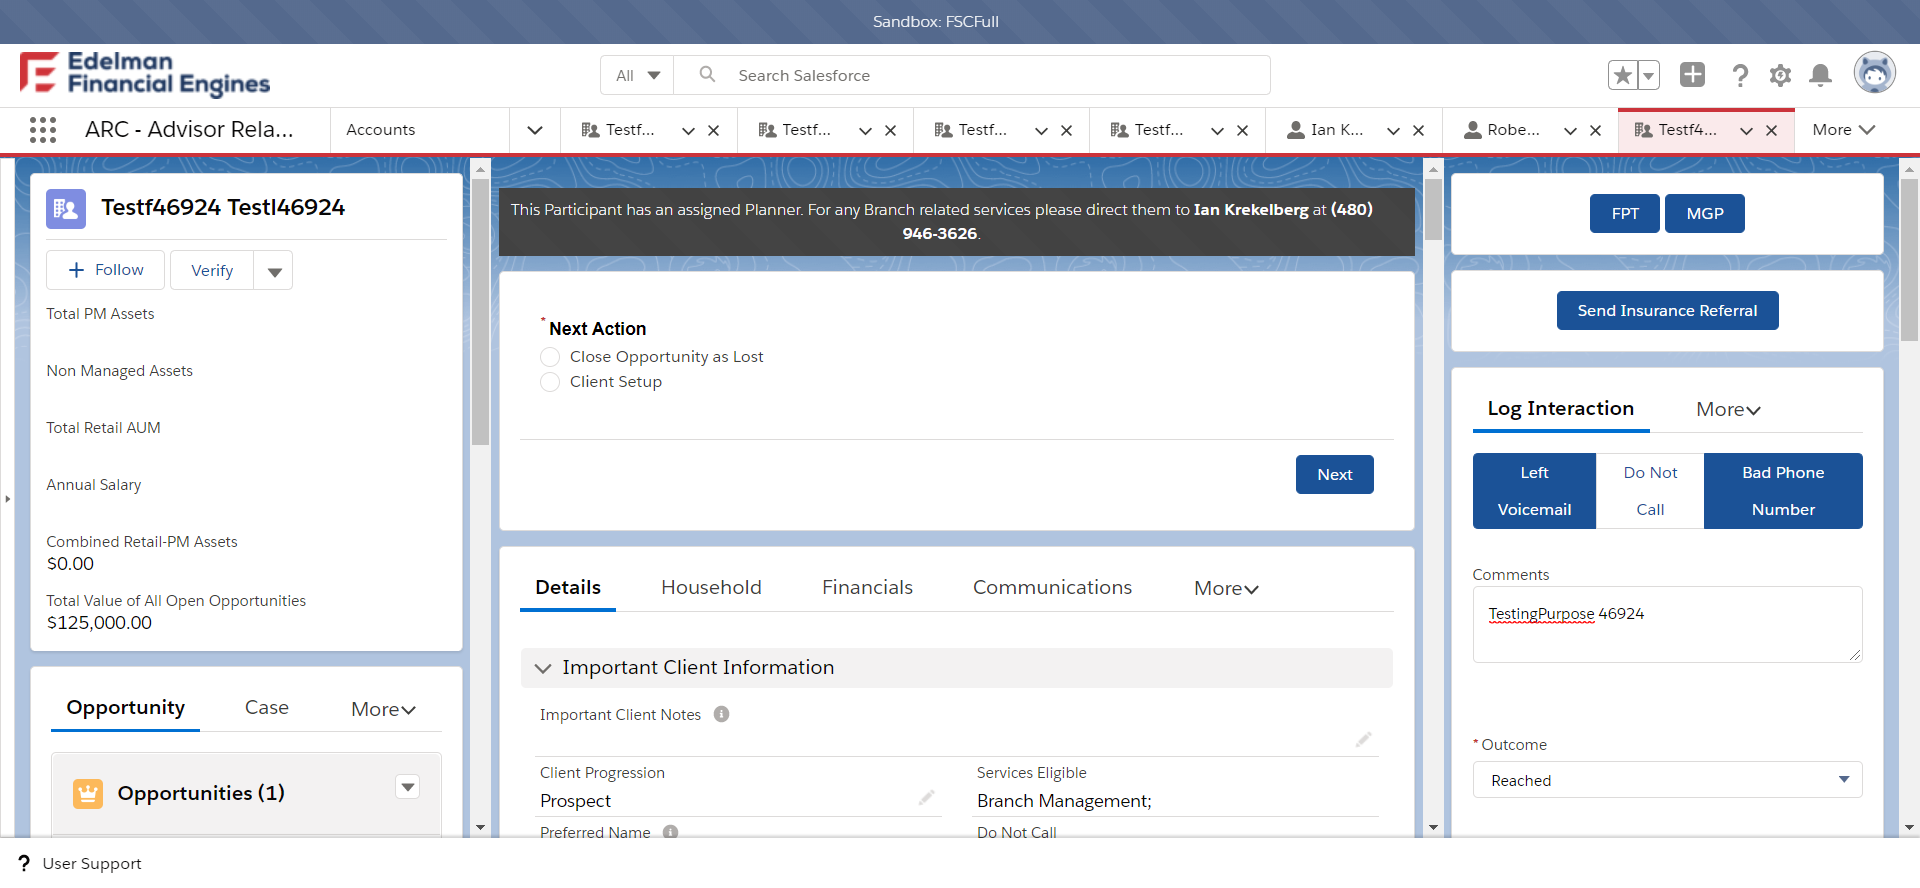 Sandbox: FSCFull
Edelman
Financial Engines
All
Search Salesforce
ARC - Advisor Rela...
Accounts
Testf...
Testf...
Testf...
Testf...
Ian K...
Robe...
Testf4...
More
Testf46924 Testl46924
Follow
Verify
Total PM Assets
Non Managed Assets
Total Retail AUM
Annual Salary
Combined Retail-PM Assets
$0.00
Total Value of All Open Opportunities
$125,000.00
Opportunity
Case
More
Opportunities (1)
This Participant has an assigned Planner. For any Branch related services please direct them to Ian Krekelberg at (480)
946-3626.
* Next Action
Close Opportunity as Lost
Client Setup
Next
Details
Household
Financials
Communications
More
Important Client Information
Important Client Notes
Client Progression
Prospect
Services Eligible
Branch Management;
Preferred Name
Do Not Call
FPT
MGP
Send Insurance Referral
Log Interaction
More
Left
Voicemail
Do Not
Call
Bad Phone
Number
Comments
TestingPurpose 46924
* Outcome
Reached
? User Support